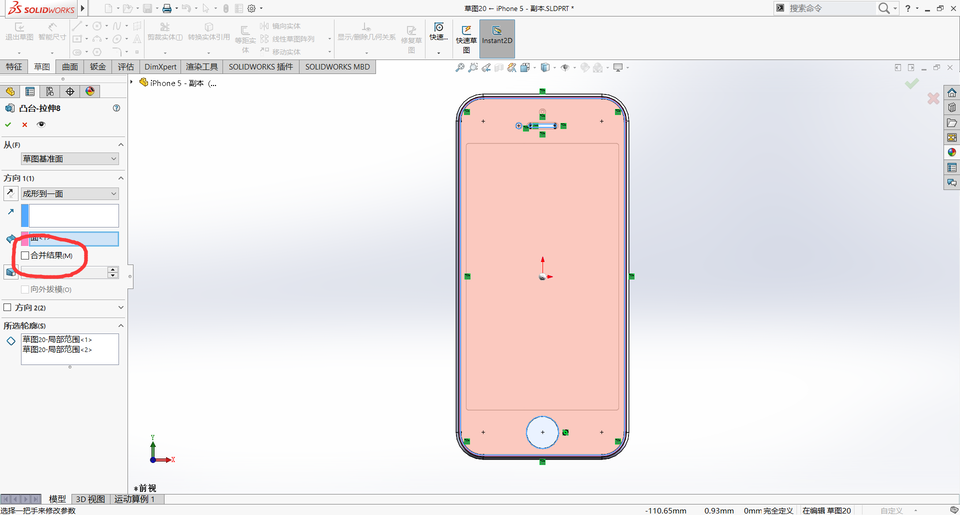 SOLIDWORKS
草图20 -- iPhone 5 - 副本.SLDPRT *
搜索命令
退出草图
智能尺寸
剪裁实体(T)
转换实体引用
等距实体
镜向实体
线性草图阵列
移动实体
显示/删除几何关系
修复草图
快速...
快速草图
Instant2D
特征
草图
曲面
钣金
评估
DimXpert
渲染工具
SOLIDWORKS 插件
SOLIDWORKS MBD
iPhone 5 - 副本 (...
凸台-拉伸8
从(F)
草图基准面
方向 1(1)
成形到一面
面<1>
合并结果(M)
向外拔模(O)
方向 2(2)
所选轮廓(S)
草图20-局部范围<1>
草图20-局部范围<2>
Y
X
*前视
模型
3D 视图
运动算例 1
选择一把手来修改参数
-110.65mm
0.93mm
0mm
完全定义
在编辑 草图20
自定义